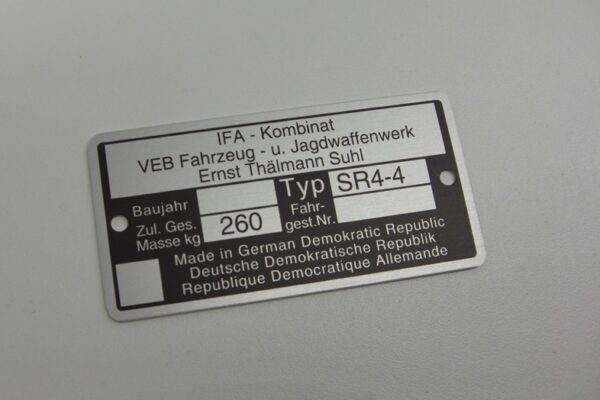 IFA - Kombinat
VEB Fahrzeug - u. Jagdwaffenwerk
Ernst Thälmann Suhl
Baujahr
Typ SR4-4
Zul. Ges.
Masse kg 260
Fahr-
gest.Nr.
Made in German Democratic Republic
Deutsche Demokratische Republik
Republique Democratique Allemande